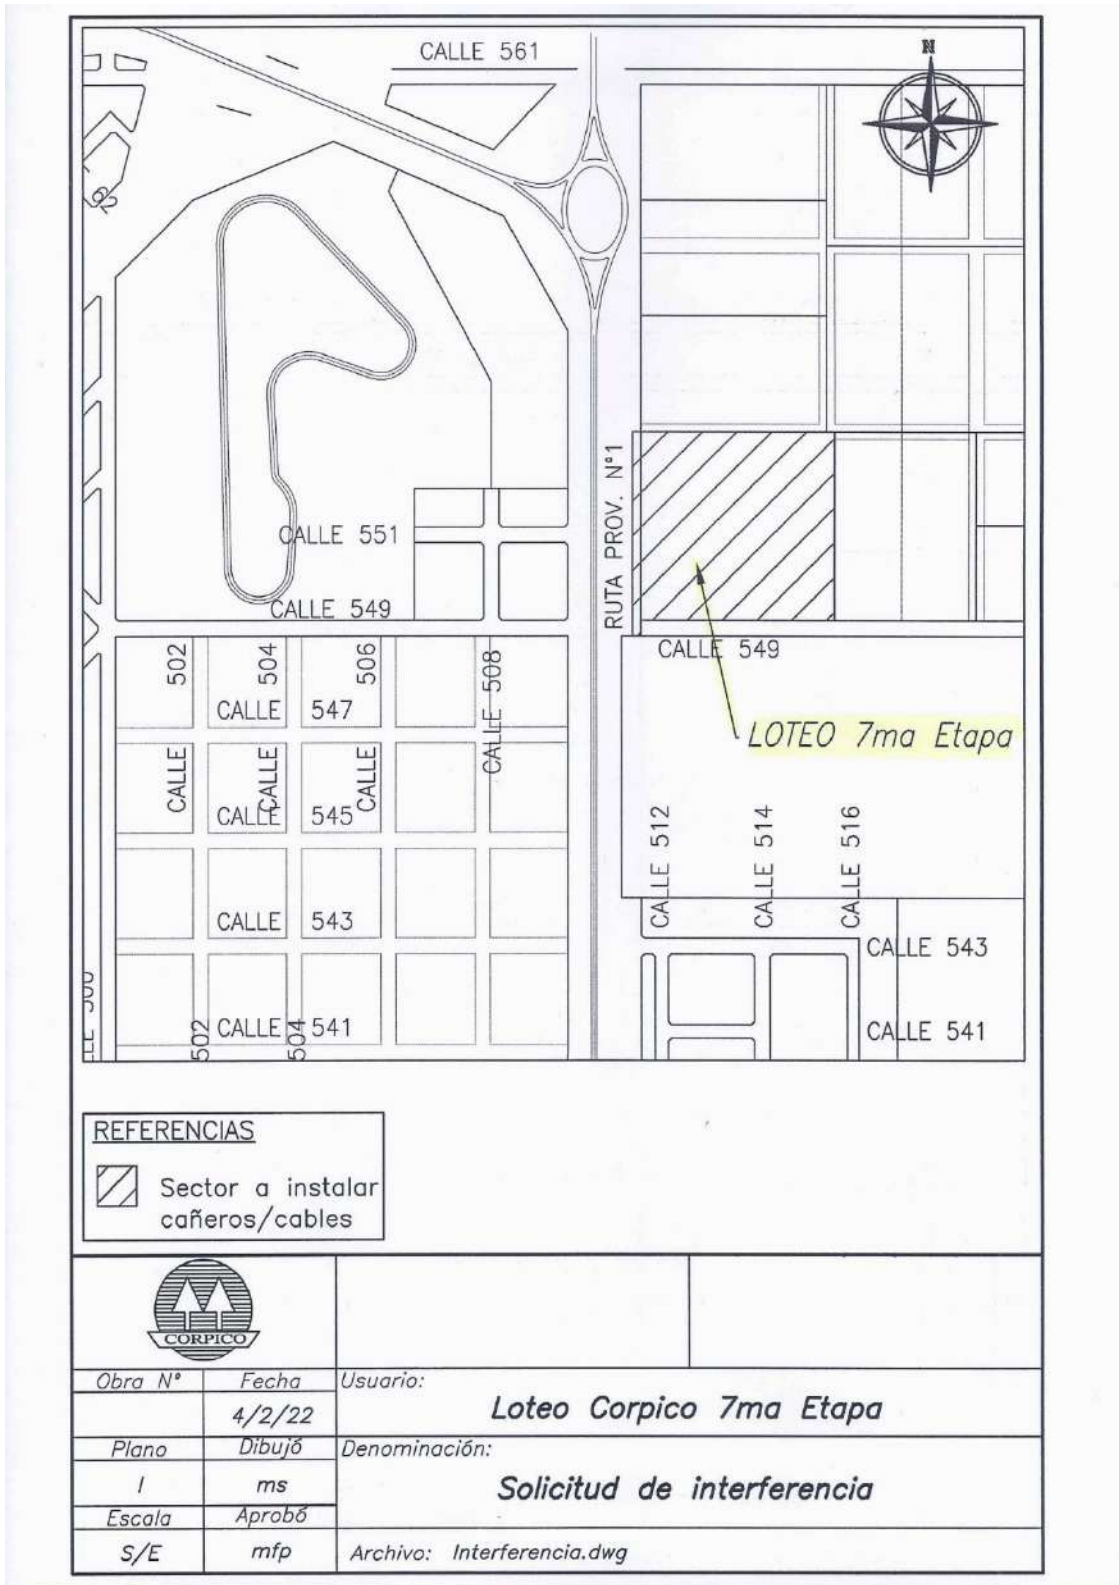 CALLE 561
N
62
RUTA PROV. Nº1
CALLE 551
CALLE 549
CALLE 549
502
504
506
CALLE 508
CALLE 547
LOTEO 7ma Etapa
CALLE
CALLE
CALLE
CALLE 545
CALLE 512
CALLE 514
CALLE 516
CALLE 543
CALLE 543
CALLE 541
CALLE 541
502
504
REFERENCIAS
Sector a instalar
cañeros/cables
CORPICO
Obra Nº
Fecha
Usuario:
4/2/22
Loteo Corpico 7ma Etapa
Plano
Dibujó
Denominación:
1
ms
Solicitud de interferencia
Escala
Aprobó
S/E
mfp
Archivo: Interferencia.dwg